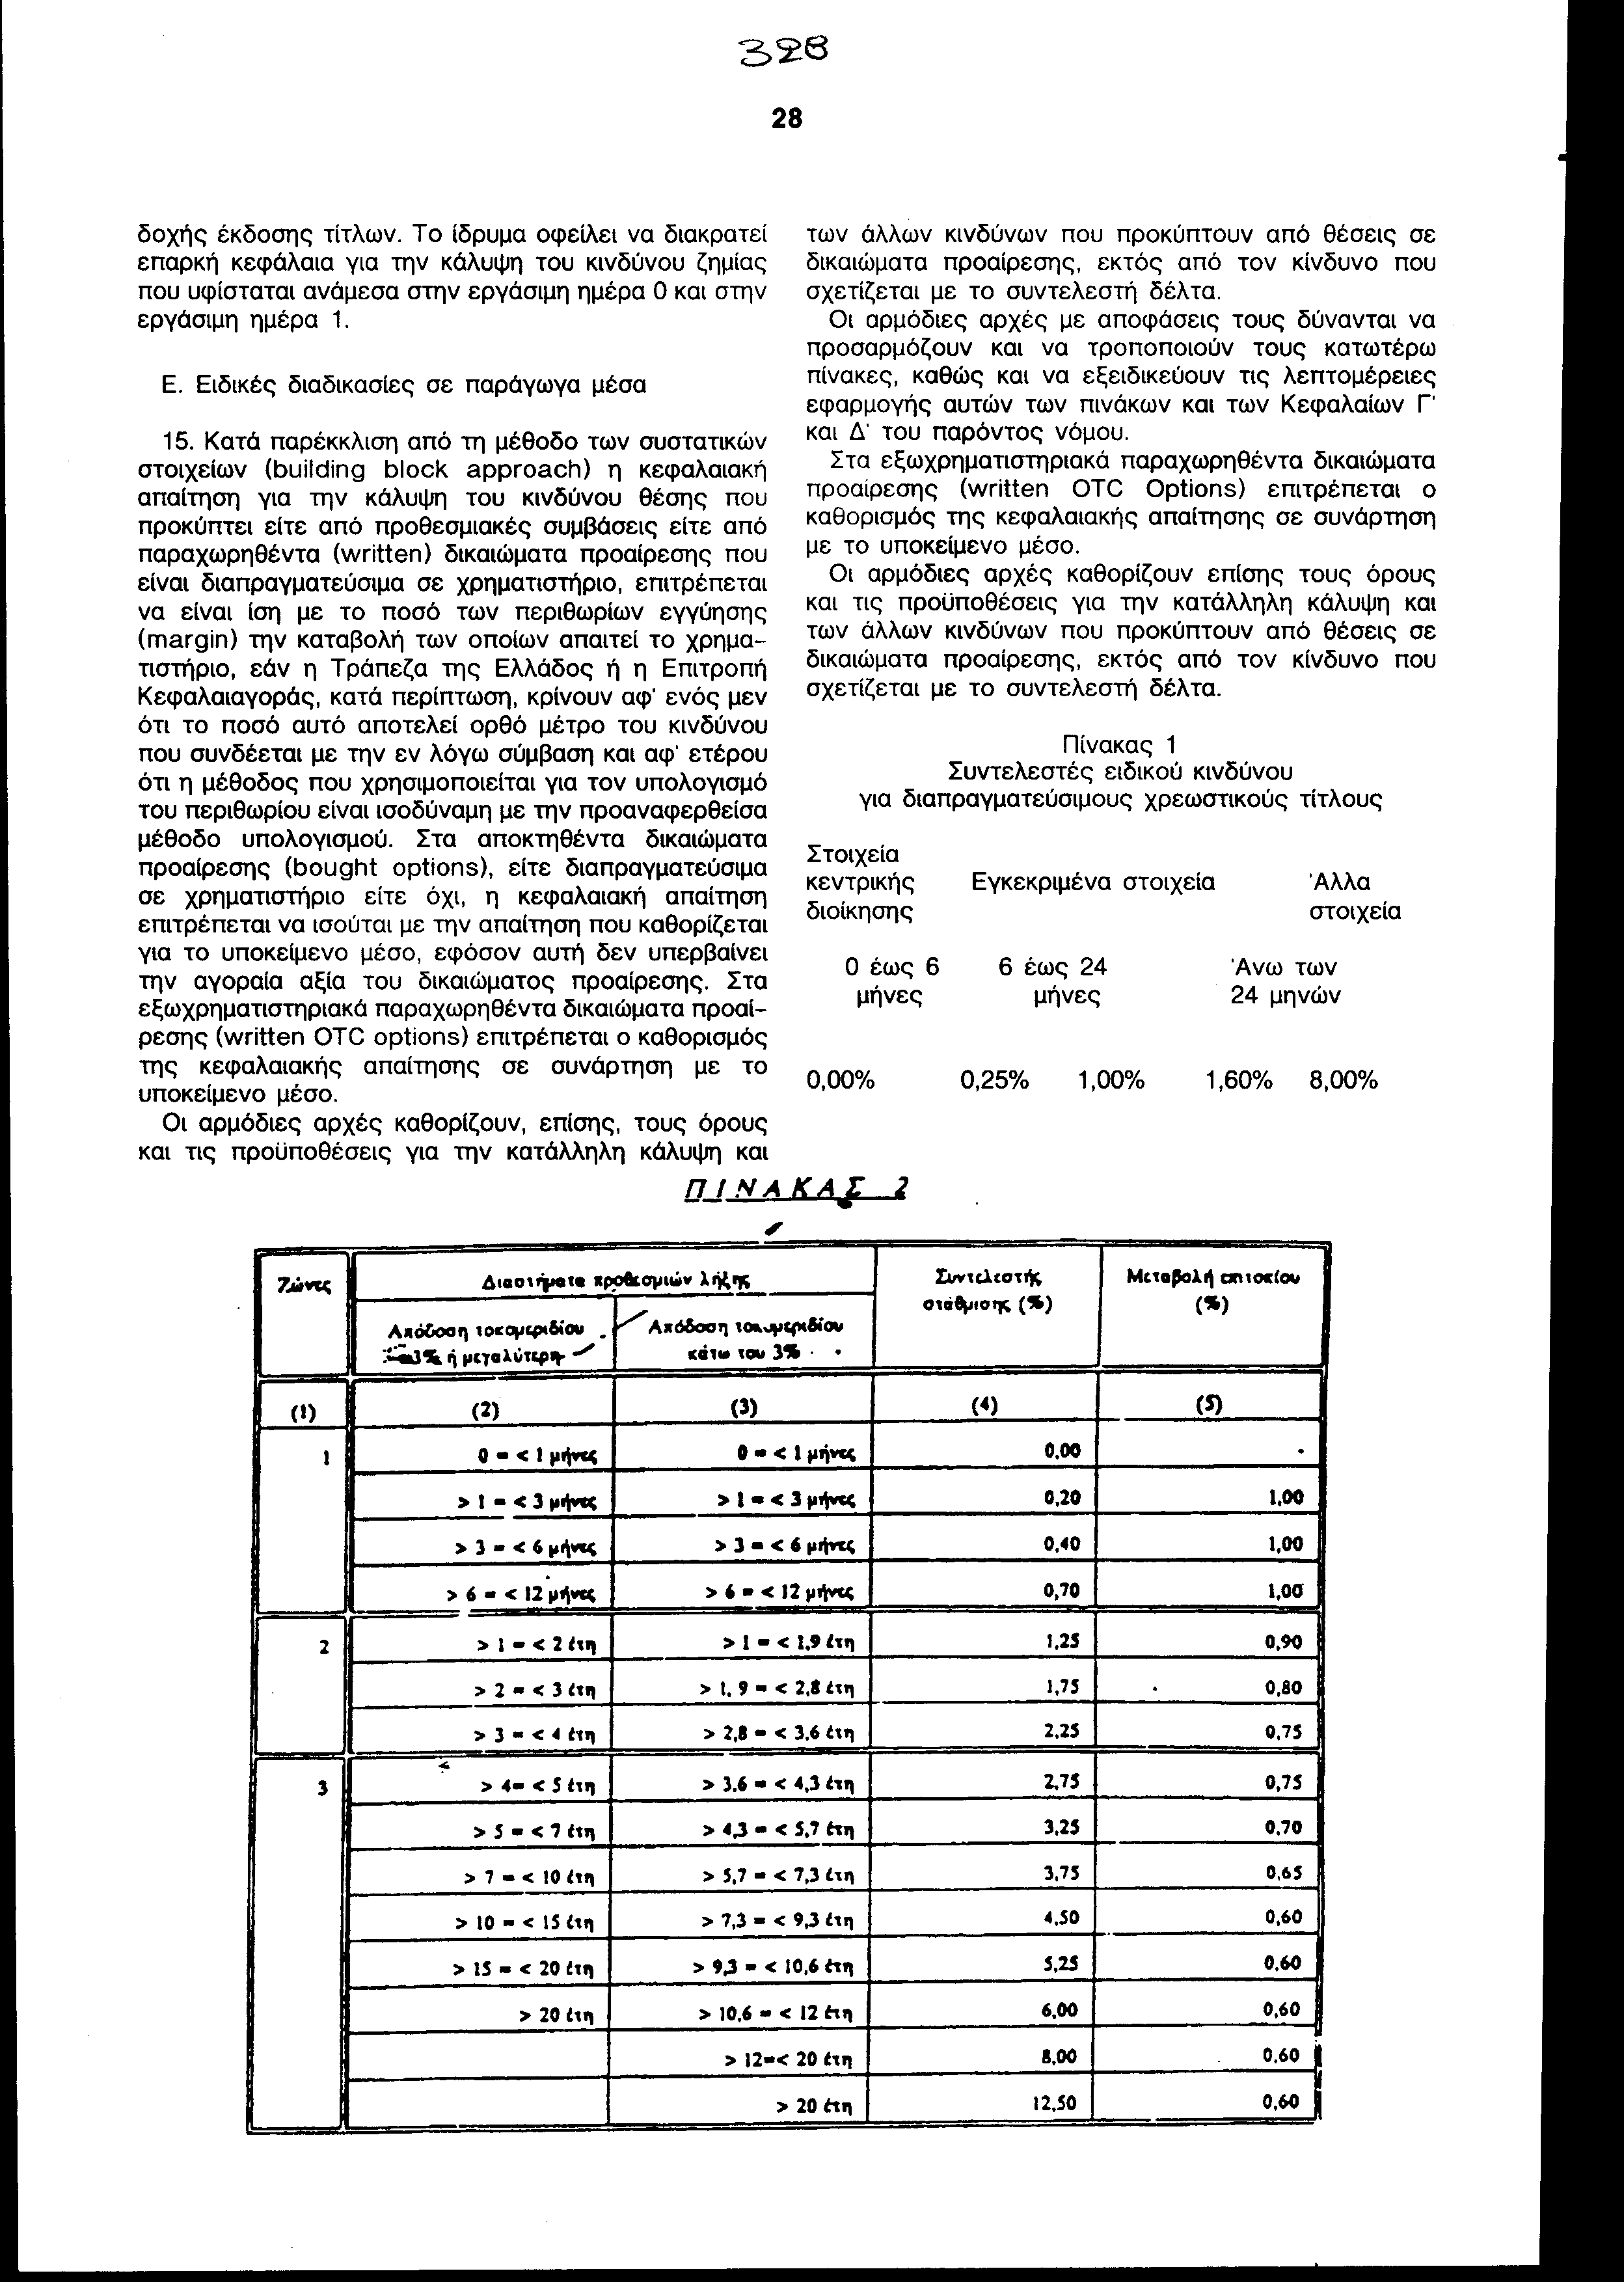 328
28
δοχής έκδοσης τίτλων. Το ίδρυμα οφείλει να διακρατεί
επαρκή κεφάλαια για την κάλυψη του κινδύνου ζημίας
που υφίσταται ανάμεσα στην εργάσιμη ημέρα 0 και στην
εργάσιμη ημέρα 1.
Ε. Ειδικές διαδικασίες σε παράγωγα μέσα
15. Κατά παρέκκλιση από τη μέθοδο των συστατικών
στοιχείων (building block approach) η κεφαλαιακή
απαίτηση για την κάλυψη του κινδύνου θέσης που
προκύπτει είτε από προθεσμιακές συμβάσεις είτε από
παραχωρηθέντα (written) δικαιώματα προαίρεσης που
είναι διαπραγματεύσιμα σε χρηματιστήριο, επιτρέπεται
να είναι ίση με το ποσό των περιθωρίων εγγύησης
(margin) την καταβολή των οποίων απαιτεί το χρημα-
τιστήριο, εάν η Τράπεζα της Ελλάδος ή η Επιτροπή
Κεφαλαιαγοράς, κατά περίπτωση, κρίνουν αφ' ενός μεν
ότι το ποσό αυτό αποτελεί ορθό μέτρο του κινδύνου
που συνδέεται με την εν λόγω σύμβαση και αφ' ετέρου
ότι η μέθοδος που χρησιμοποιείται για τον υπολογισμό
του περιθωρίου είναι ισοδύναμη με την προαναφερθείσα
μέθοδο υπολογισμού. Στα αποκτηθέντα δικαιώματα
προαίρεσης (bought options), είτε διαπραγματεύσιμα
σε χρηματιστήριο είτε όχι, η κεφαλαιακή απαίτηση
επιτρέπεται να ισούται με την απαίτηση που καθορίζεται
για το υποκείμενο μέσο, εφόσον αυτή δεν υπερβαίνει
την αγοραία αξία του δικαιώματος προαίρεσης. Στα
εξωχρηματιστηριακά παραχωρηθέντα δικαιώματα προαί-
ρεσης (written OTC options) επιτρέπεται ο καθορισμός
της κεφαλαιακής απαίτησης σε συνάρτηση με το
υποκείμενο μέσο.
Οι αρμόδιες αρχές καθορίζουν, επίσης, τους όρους
και τις προϋποθέσεις για την κατάλληλη κάλυψη και
των άλλων κινδύνων που προκύπτουν από θέσεις σε
δικαιώματα προαίρεσης, εκτός από τον κίνδυνο που
σχετίζεται με το συντελεστή δέλτα.
Οι αρμόδιες αρχές με αποφάσεις τους δύνανται να
προσαρμόζουν και να τροποποιούν τους κατωτέρω
πίνακες, καθώς και να εξειδικεύουν τις λεπτομέρειες
εφαρμογής αυτών των πινάκων και των Κεφαλαίων Γ'
και Δ' του παρόντος νόμου.
Στα εξωχρηματιστηριακά παραχωρηθέντα δικαιώματα
προαίρεσης (written OTC Options) επιτρέπεται ο
καθορισμός της κεφαλαιακής απαίτησης σε συνάρτηση
με το υποκείμενο μέσο.
Οι αρμόδιες αρχές καθορίζουν επίσης τους όρους
και τις προϋποθέσεις για την κατάλληλη κάλυψη και
των άλλων κινδύνων που προκύπτουν από θέσεις σε
δικαιώματα προαίρεσης, εκτός από τον κίνδυνο που
σχετίζεται με το συντελεστή δέλτα.
Πίνακας 1
Συντελεστές ειδικού κινδύνου
για διαπραγματεύσιμους χρεωστικούς τίτλους
Στοιχεία
κεντρικής Εγκεκριμένα στοιχεία 'Αλλα
διοίκησης στοιχεία
0 έως 6 6 έως 24 'Ανω των
μήνες μήνες 24 μηνών
0,00% 0,25% 1,00% 1,60% 8,00%
ΠΙΝΑΚΑΣ 2
Ζώνες Διαστήματα προθεσμιών λήξης Συντελεστής Μεταβολή επιτοκίου
στάθμισης (%) (%)
Απόδοση τοκομεριδίου Απόδοση τοκομεριδίου
3% ή μεγαλύτερη κάτω του 3%
(1) (2) (3) (4) (5)
1 0 = < 1 μήνες 0 = < 1 μήνες 0,00 -
> 1 = < 3 μήνες > 1 = < 3 μήνες 0,20 1,00
> 3 = < 6 μήνες > 3 = < 6 μήνες 0,40 1,00
> 6 = < 12 μήνες > 6 = < 12 μήνες 0,70 1,00
2 > 1 = < 2 έτη > 1 = < 1,9 έτη 1,25 0,90
> 2 = < 3 έτη > 1, 9 = < 2,8 έτη 1,75 0,80
> 3 = < 4 έτη > 2,8 = < 3,6 έτη 2,25 0,75
3 > 4= < 5 έτη > 3,6 = < 4,3 έτη 2,75 0,75
> 5 = < 7 έτη > 4,3 = < 5,7 έτη 3,25 0,70
> 7 = < 10 έτη > 5,7 = < 7,3 έτη 3,75 0,65
> 10 = < 15 έτη > 7,3 = < 9,3 έτη 4,50 0,60
> 15 = < 20 έτη > 9,3 = < 10,6 έτη 5,25 0,60
> 20 έτη > 10,6 = < 12 έτη 6,00 0,60
> 12=< 20 έτη 8,00 0,60
> 20 έτη 12,50 0,60